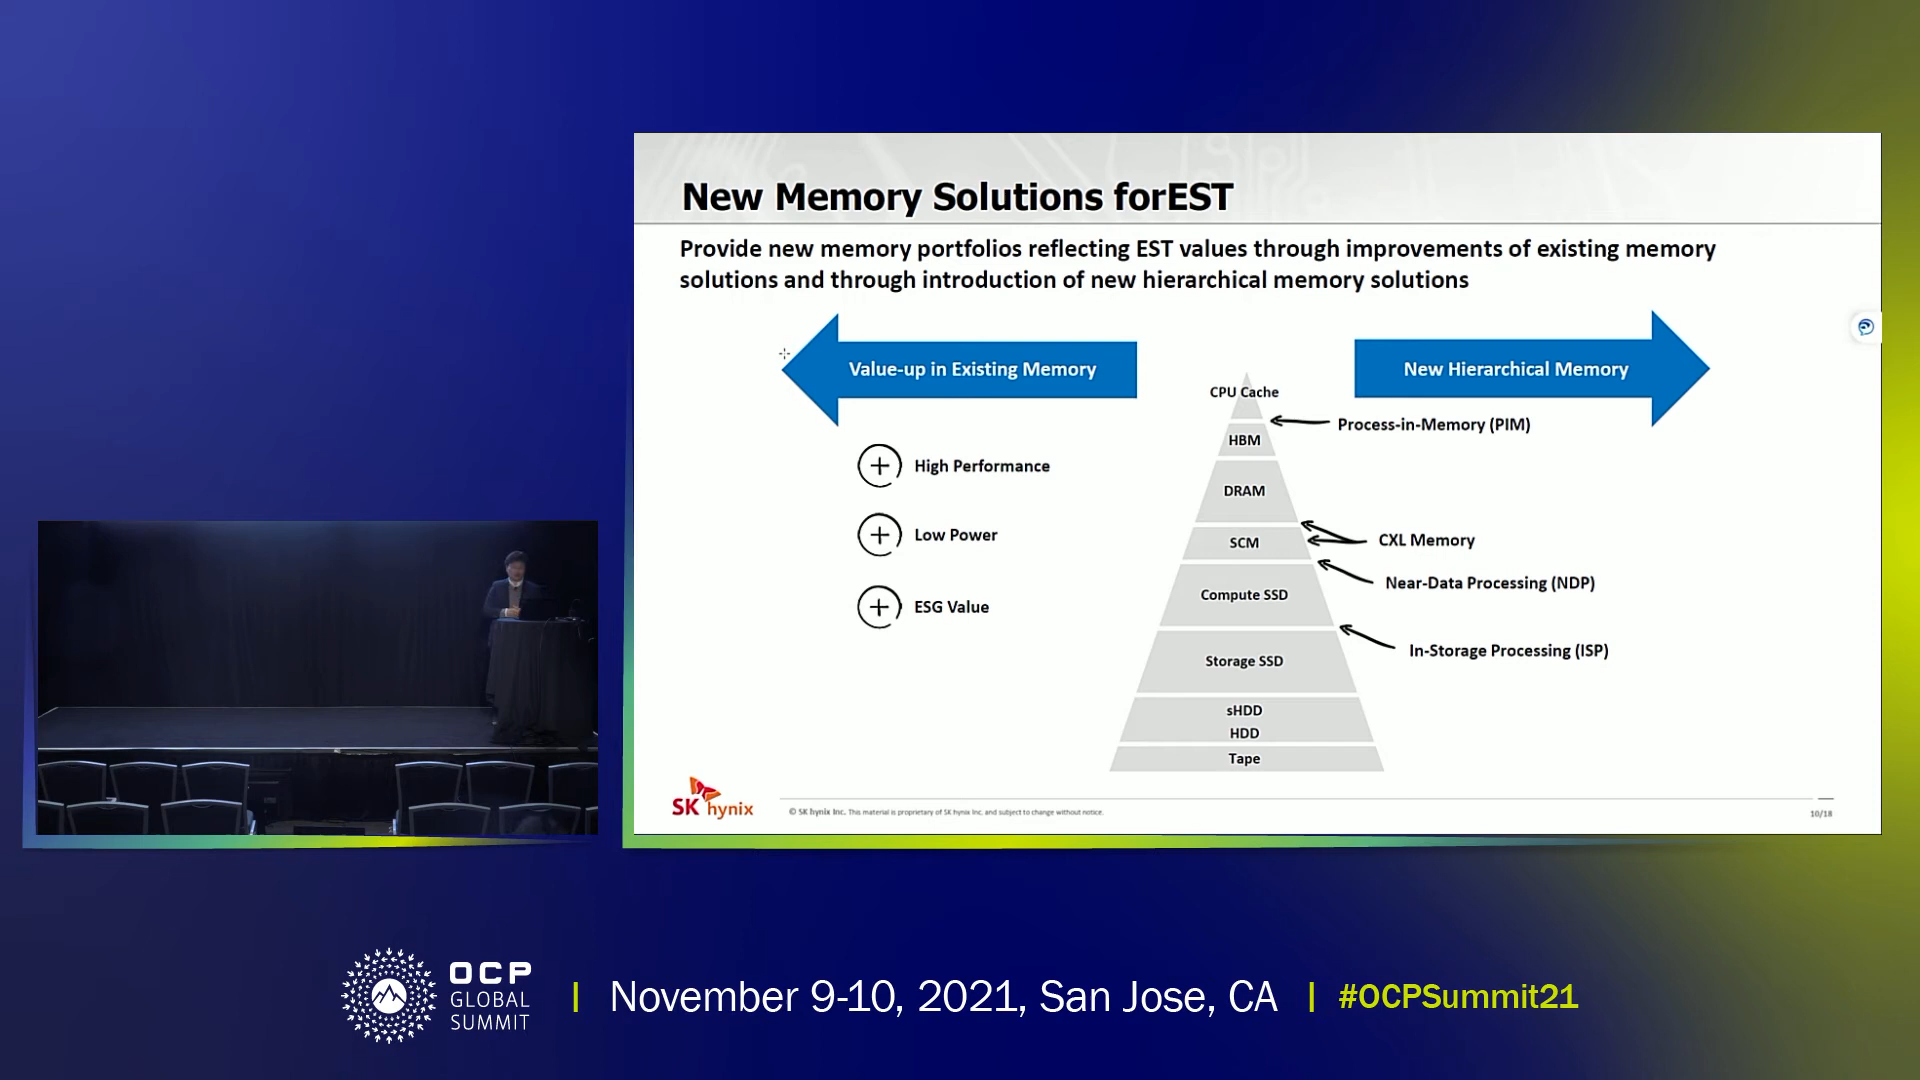 New Memory Solutions forEST
Provide new memory portfolios reflecting EST values through improvements of existing memory
solutions and through introduction of new hierarchical memory solutions
Value-up in Existing Memory
New Hierarchical Memory
High Performance
Low Power
ESG Value
CPU Cache
HBM
DRAM
SCM
Compute SSD
Storage SSD
sHDD
HDD
Tape
Process-in-Memory (PIM)
CXL Memory
Near-Data Processing (NDP)
In-Storage Processing (ISP)
SK hynix
© SK hynix Inc. This material is proprietary of SK hynix Inc. and subject to change without notice.
10/18
OCP
GLOBAL
SUMMIT
November 9-10, 2021, San Jose, CA
#OCPSummit21